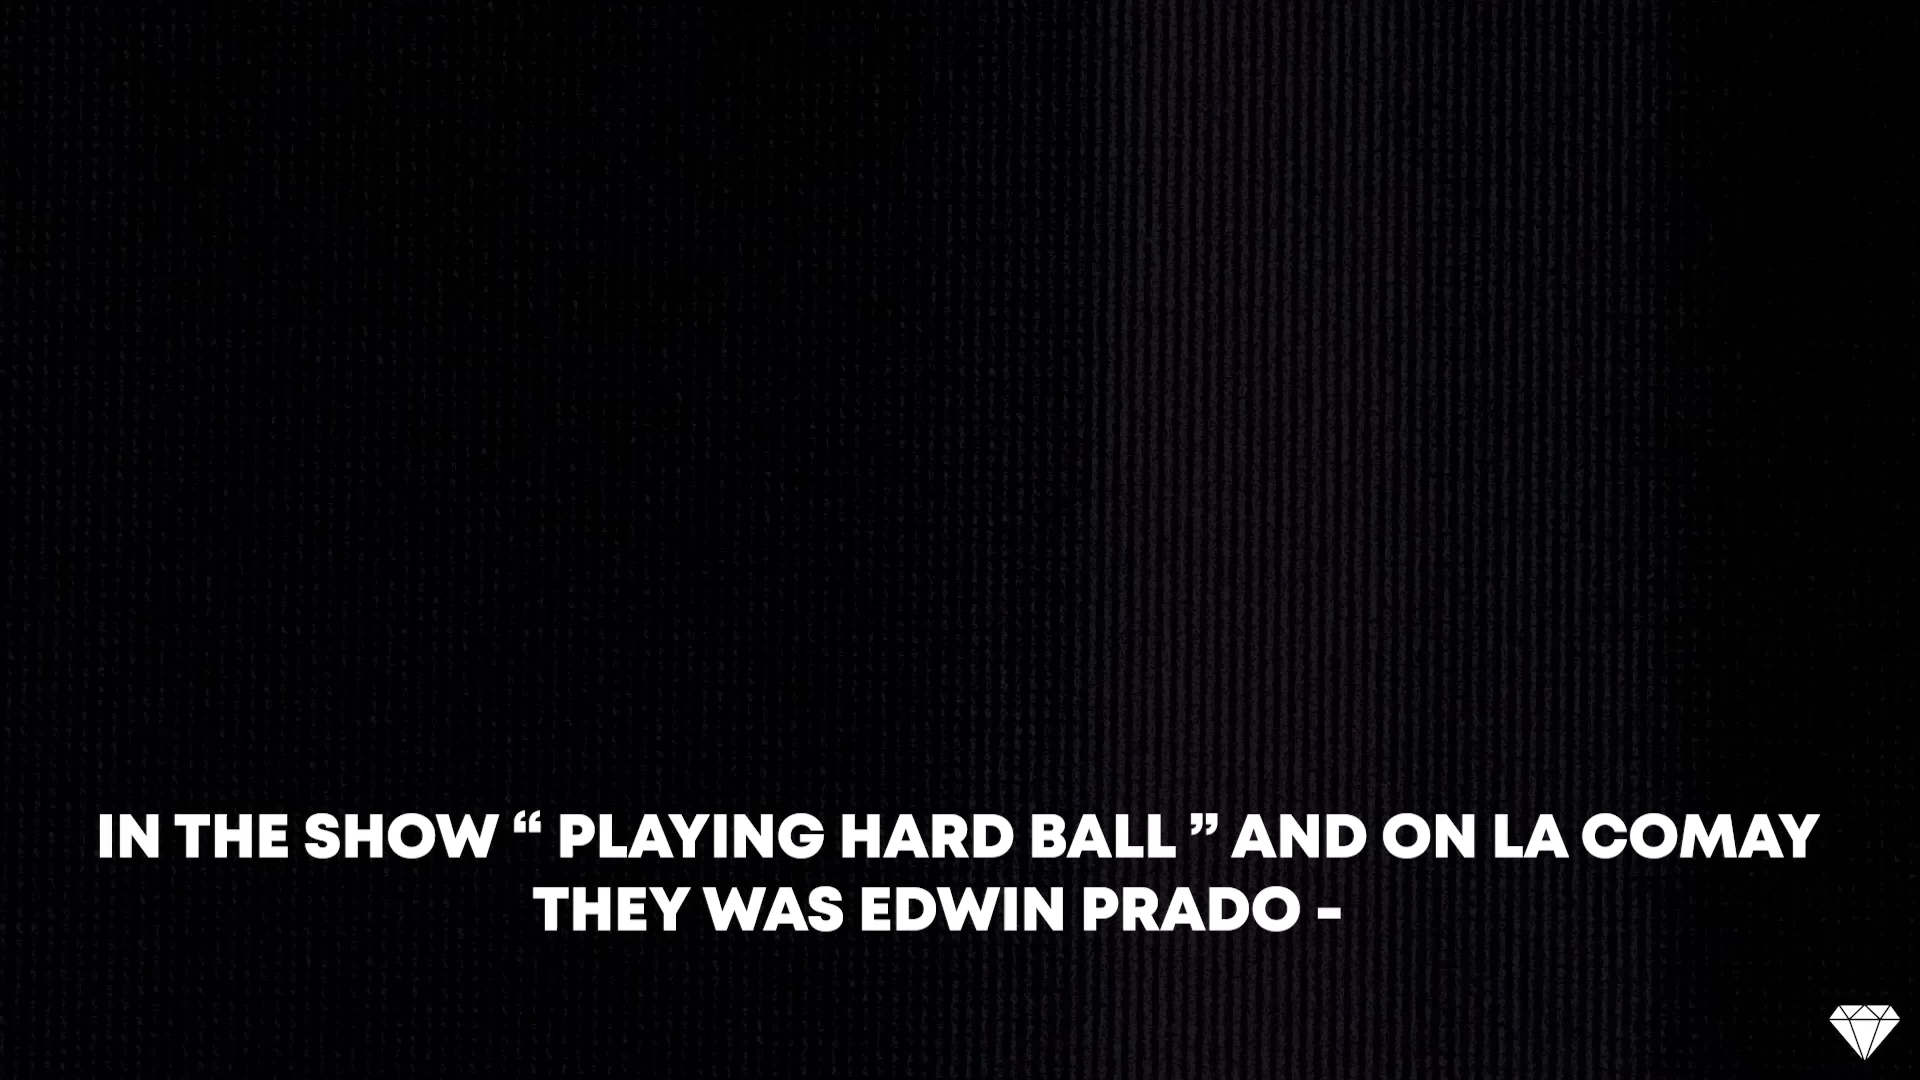 IN THE SHOW “ PLAYING HARD BALL ” AND ON LA COMAY
THEY WAS EDWIN PRADO -